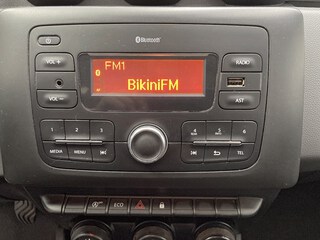 Bluetooth
VOL +
FM1
RADIO
BikiniFM
VOL −
AST
1 2 3
4 5 6
MEDIA MENU
TEL
ECO